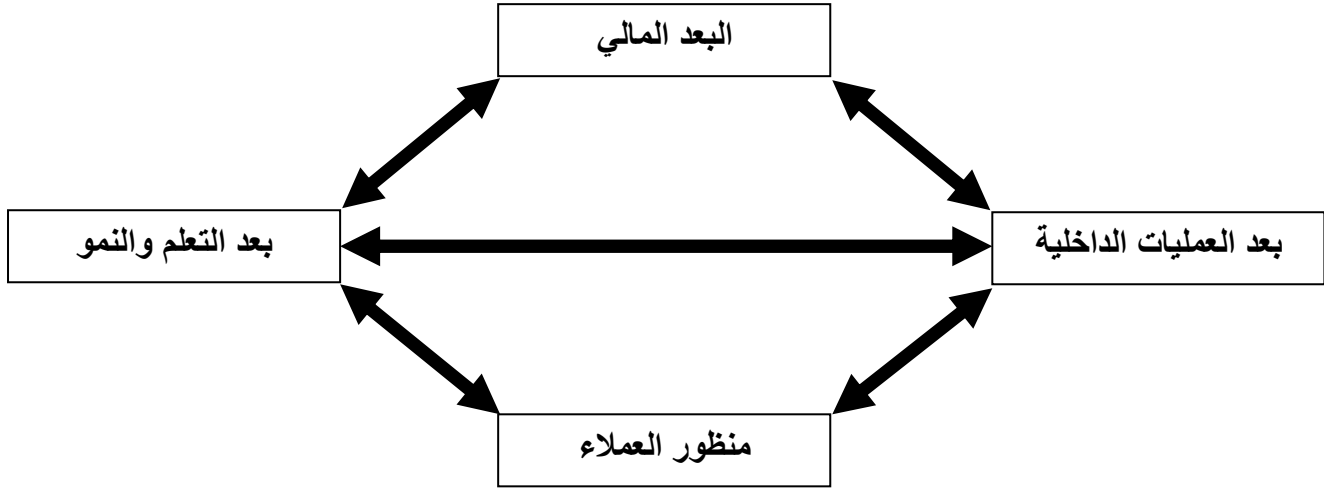 البعد المالي
بعد العمليات الداخلية
بعد التعلم والنمو
منظور العملاء